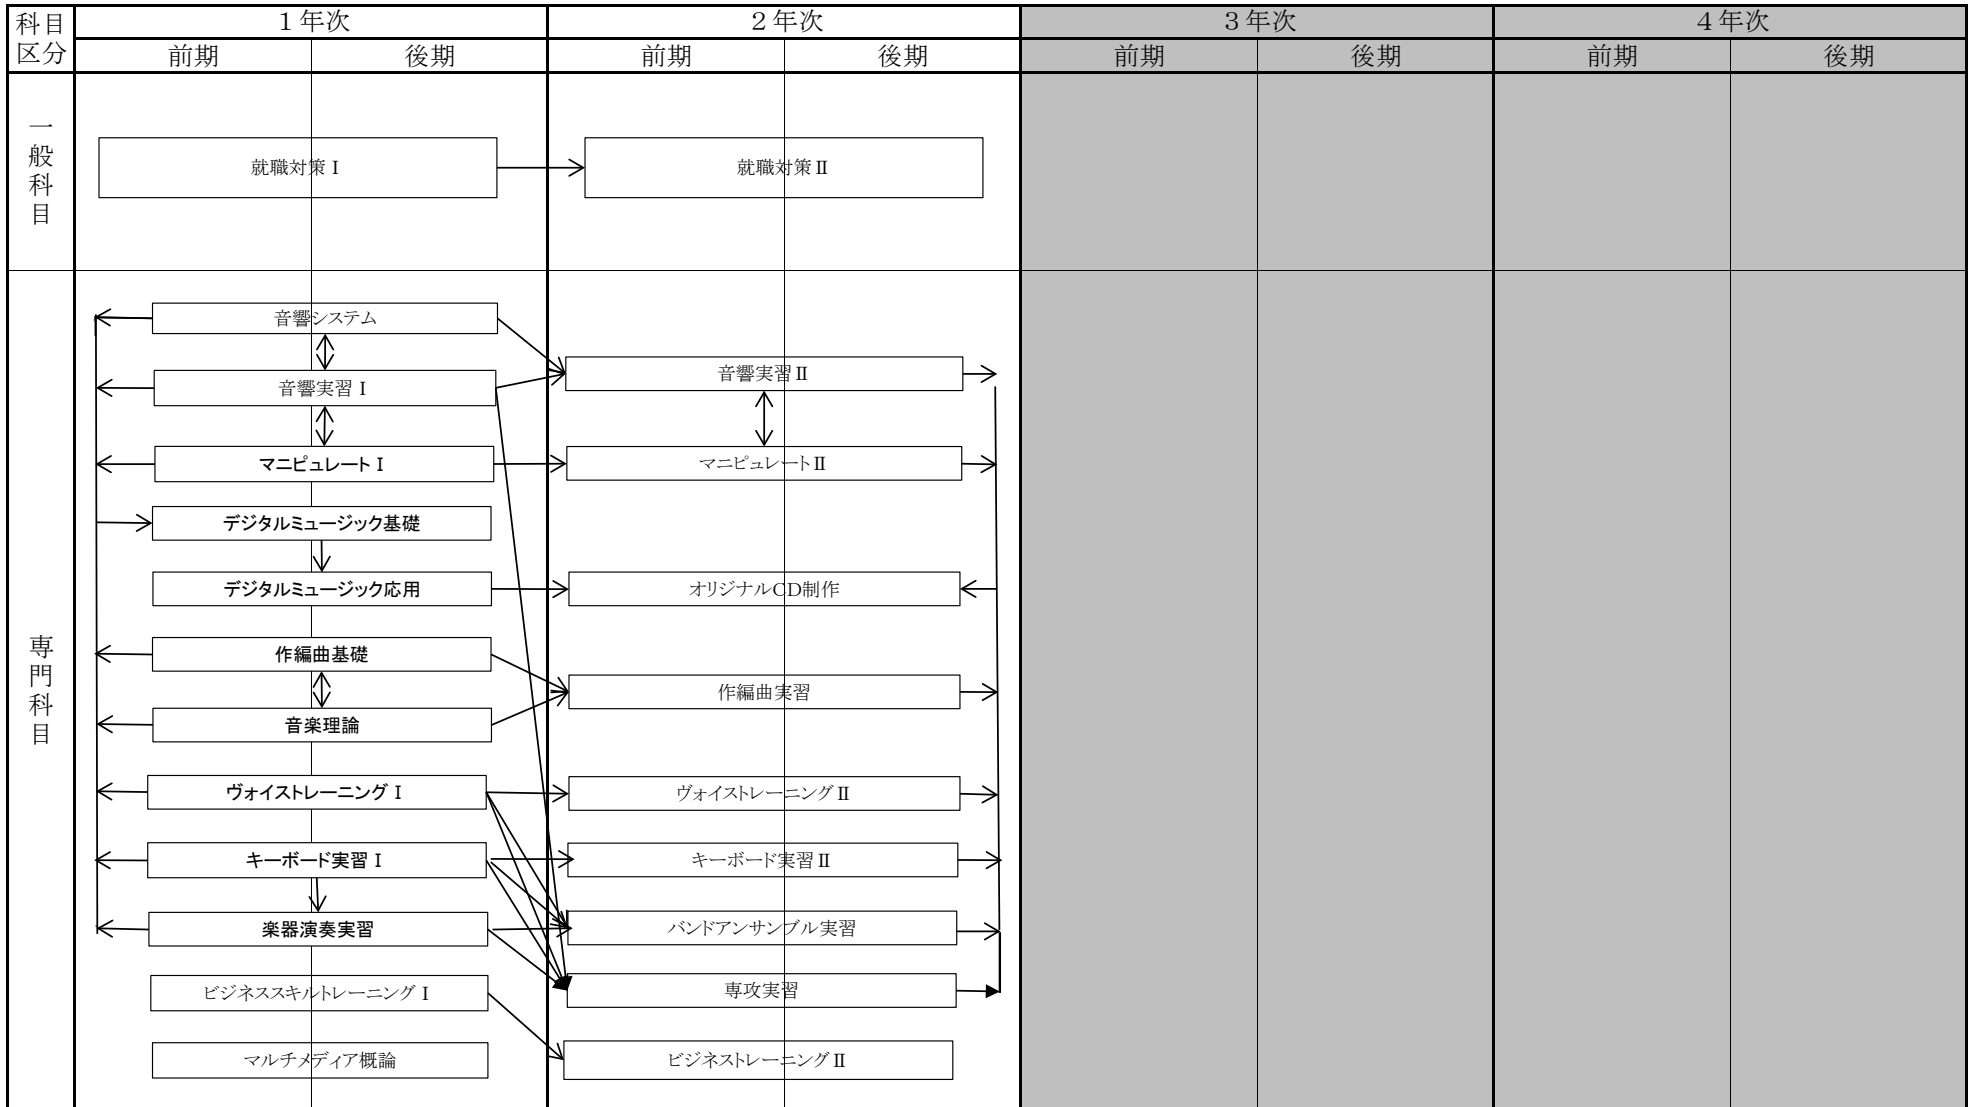 科目区分
1年次
2年次
3年次
4年次
前期
後期
前期
後期
前期
後期
前期
後期
一般科目
就職対策Ⅰ
就職対策Ⅱ
専門科目
音響システム
音響実習Ⅰ
音響実習Ⅱ
マニピュレートⅠ
マニピュレートⅡ
デジタルミュージック基礎
デジタルミュージック応用
オリジナルCD制作
作編曲基礎
作編曲実習
音楽理論
ヴォイストレーニングⅠ
ヴォイストレーニングⅡ
キーボード実習Ⅰ
キーボード実習Ⅱ
楽器演奏実習
バンドアンサンブル実習
ビジネススキルトレーニングⅠ
専攻実習
マルチメディア概論
ビジネストレーニングⅡ